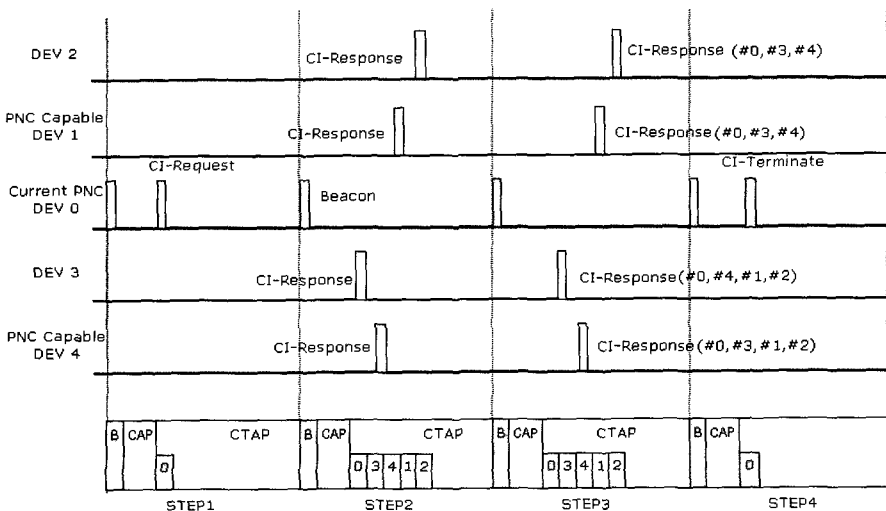 DEV 2
CI-Response
CI-Response (#0,#3,#4)
PNC Capable
DEV 1
CI-Response
CI-Response(#0,#3,#4)
CI-Request
CI-Terminate
Current PNC
DEV 0
Beacon
DEV 3
CI-Response
CI-Response(#0,#4,#1,#2)
PNC Capable
DEV 4
CI-Response
CI-Response(#0,#3,#1,#2)
B CAP CTAP B CAP CTAP B CAP CTAP B CAP
0 0 3 4 1 2 0 3 4 1 2 0
STEP1 STEP2 STEP3 STEP4